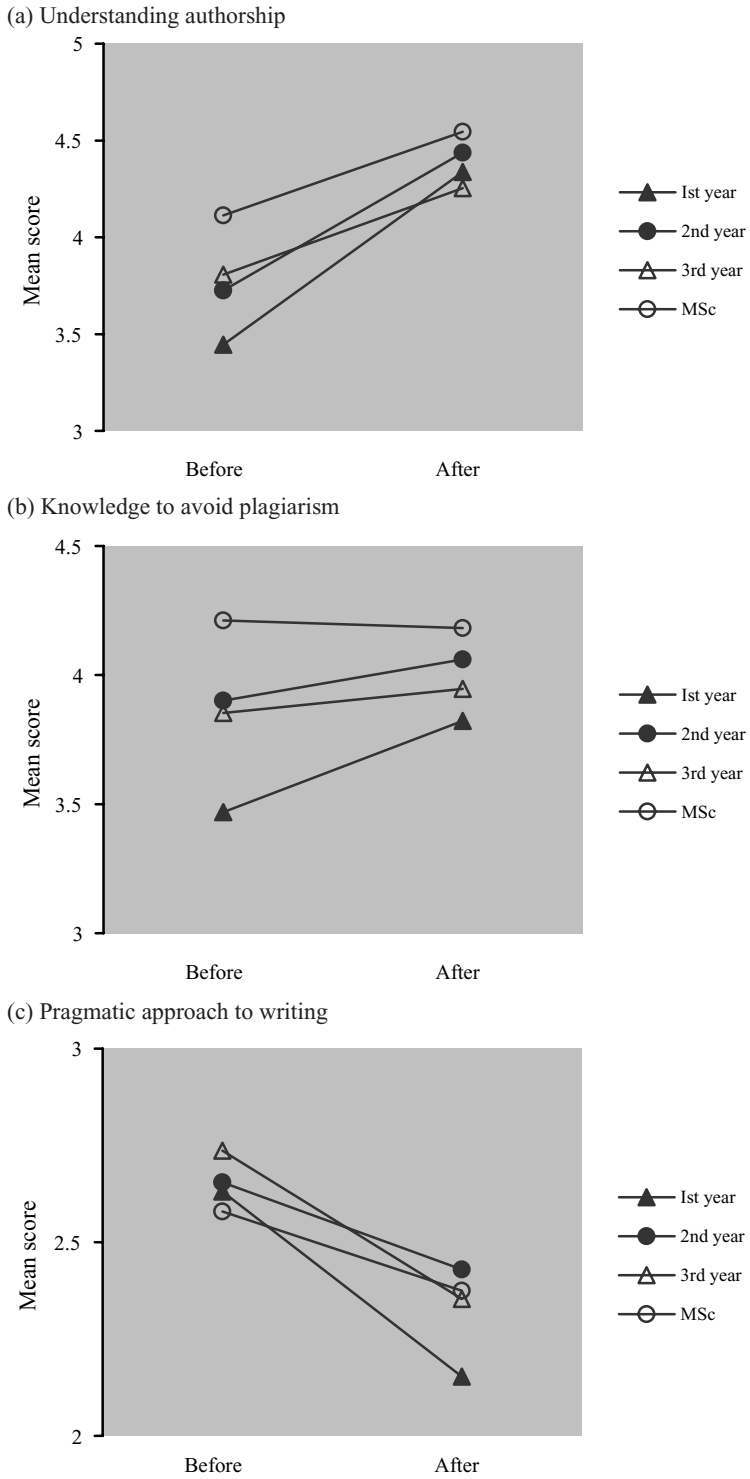 (a) Understanding authorship
5
4.5
4
3.5
3
Mean score
Before After
Ist year
2nd year
3rd year
MSc
(b) Knowledge to avoid plagiarism
4.5
4
3.5
3
Mean score
Before After
Ist year
2nd year
3rd year
MSc
(c) Pragmatic approach to writing
3
2.5
2
Mean score
Before After
Ist year
2nd year
3rd year
MSc